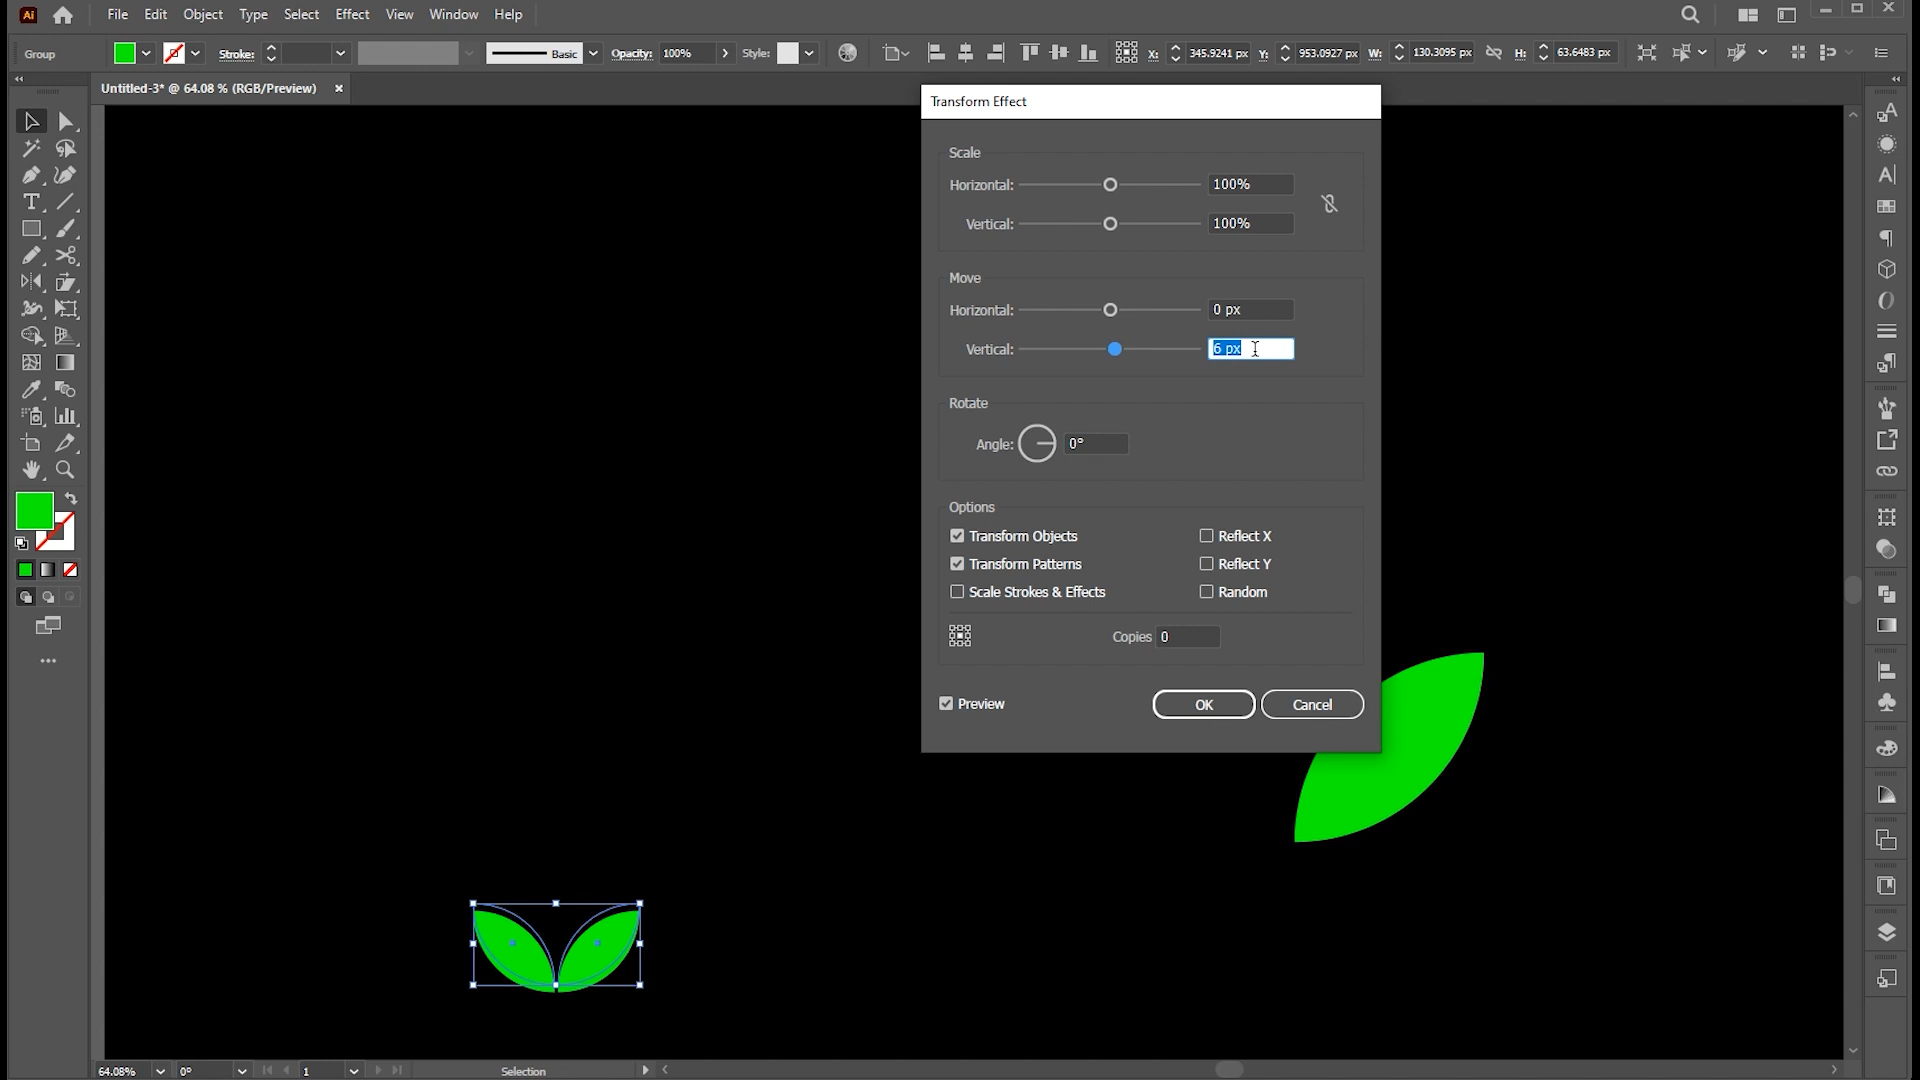 Ai File Edit Object Type Select Effect View Window Help
Group Stroke: Basic Opacity: 100% Style: X: 345.9241 px Y: 953.0927 px W: 130.3095 px H: 63.6483 px
Untitled-3* @ 64.08 % (RGB/Preview)
Transform Effect
Scale
Horizontal: 100%
Vertical: 100%
Move
Horizontal: 0 px
Vertical: 6 px
Rotate
Angle: 0°
Options
Transform Objects Reflect X
Transform Patterns Reflect Y
Scale Strokes & Effects Random
Copies 0
Preview OK Cancel
64.08% 0° 1 Selection